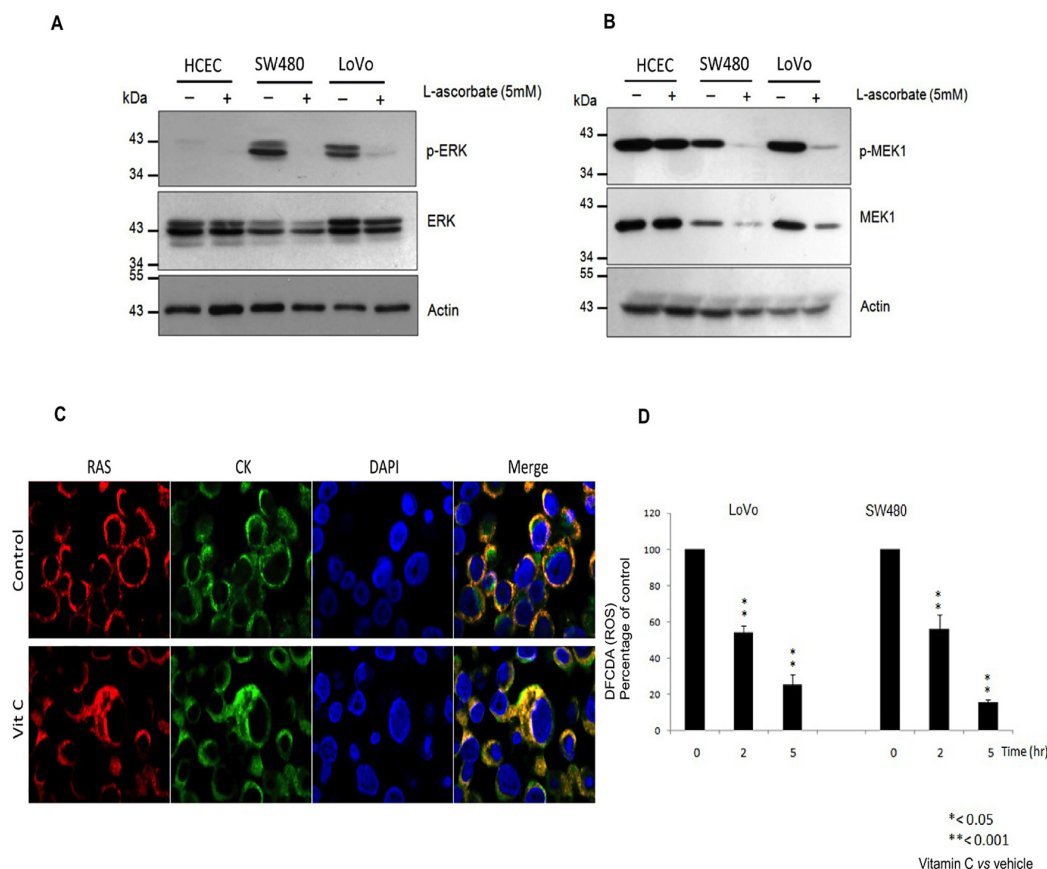 A
HCEC SW480 LoVo
kDa − + − + − + L-ascorbate (5mM)
43
p-ERK
34
43
ERK
34
55
43
Actin
B
HCEC SW480 LoVo
kDa − + − + − + L-ascorbate (5mM)
43
p-MEK1
34
43
MEK1
34
55
43
Actin
C
RAS CK DAPI Merge
Control
Vit C
D
LoVo SW480
DFCDA (ROS)
Percentage of control
120
100
80
60
40
20
0
* *
* *
* *
* *
0 2 5 0 2 5 Time (hr)
*< 0.05
**< 0.001
Vitamin C vs vehicle